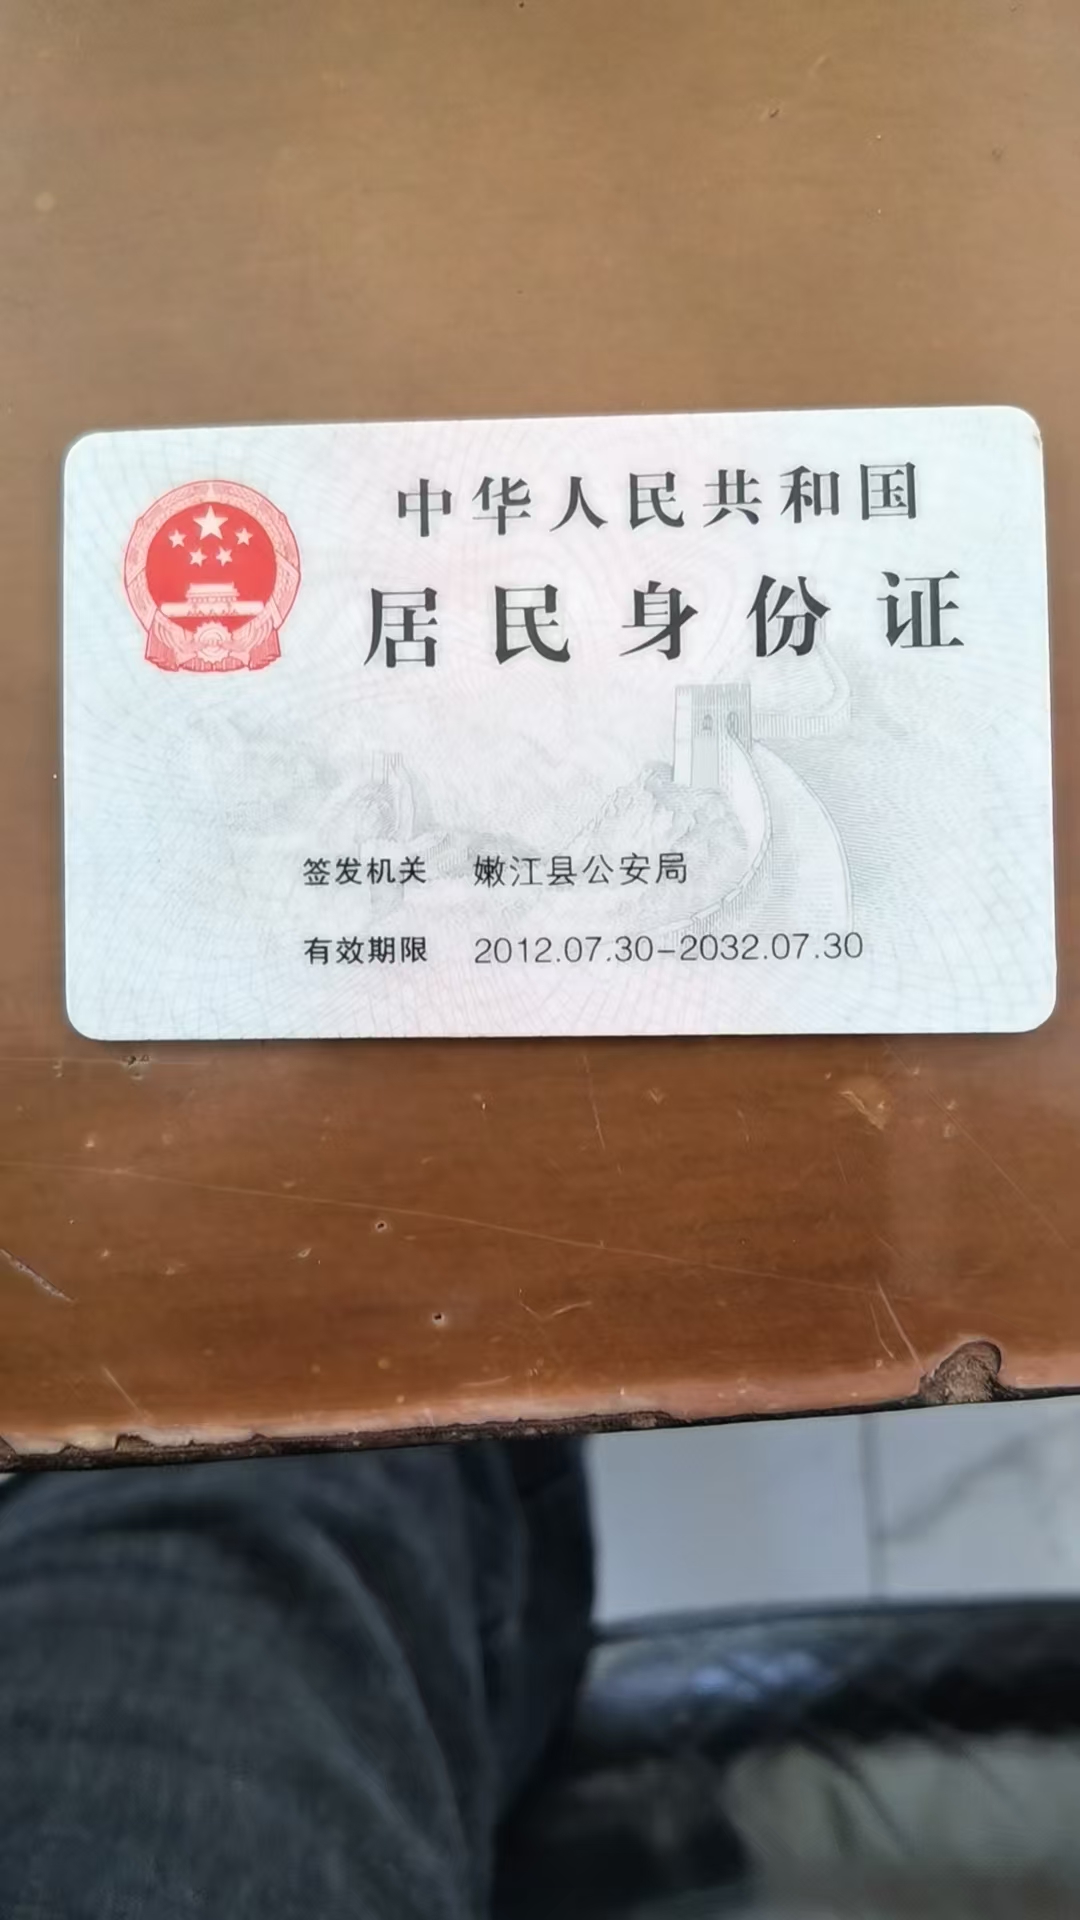 中华人民共和国
居民身份证
签发机关 嫩江县公安局
有效期限 2012.07.30-2032.07.30